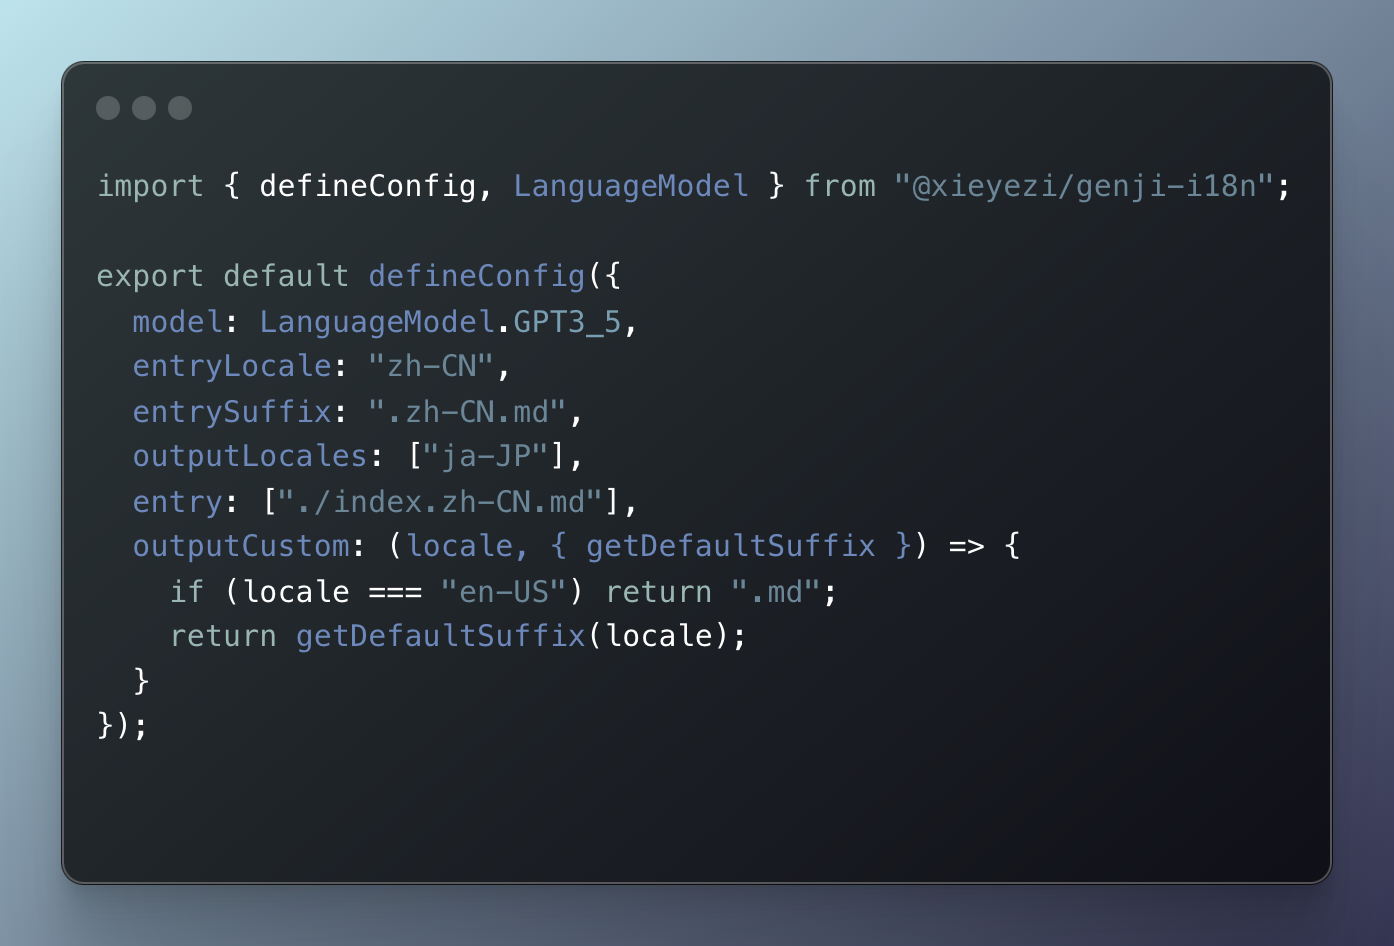 import { defineConfig, LanguageModel } from "@xieyezi/genji-i18n";
export default defineConfig({
  model: LanguageModel.GPT3_5,
  entryLocale: "zh-CN",
  entrySuffix: ".zh-CN.md",
  outputLocales: ["ja-JP"],
  entry: ["./index.zh-CN.md"],
  outputCustom: (locale, { getDefaultSuffix }) => {
    if (locale === "en-US") return ".md";
    return getDefaultSuffix(locale);
  }
});